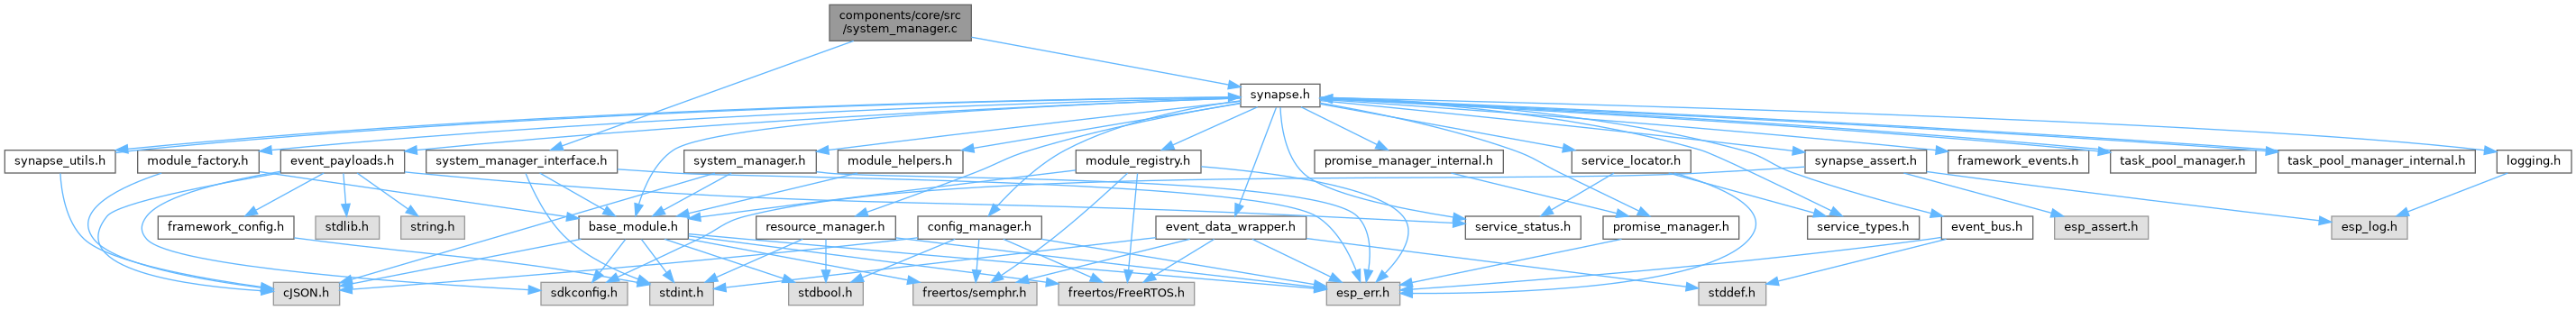 components/core/src
/system_manager.c
synapse.h
synapse_utils.h
module_factory.h
event_payloads.h
system_manager_interface.h
system_manager.h
module_helpers.h
module_registry.h
promise_manager_internal.h
service_locator.h
synapse_assert.h
framework_events.h
task_pool_manager.h
task_pool_manager_internal.h
logging.h
framework_config.h
stdlib.h
string.h
base_module.h
resource_manager.h
config_manager.h
event_data_wrapper.h
service_status.h
promise_manager.h
service_types.h
event_bus.h
esp_assert.h
esp_log.h
cJSON.h
sdkconfig.h
stdint.h
stdbool.h
freertos/semphr.h
freertos/FreeRTOS.h
esp_err.h
stddef.h